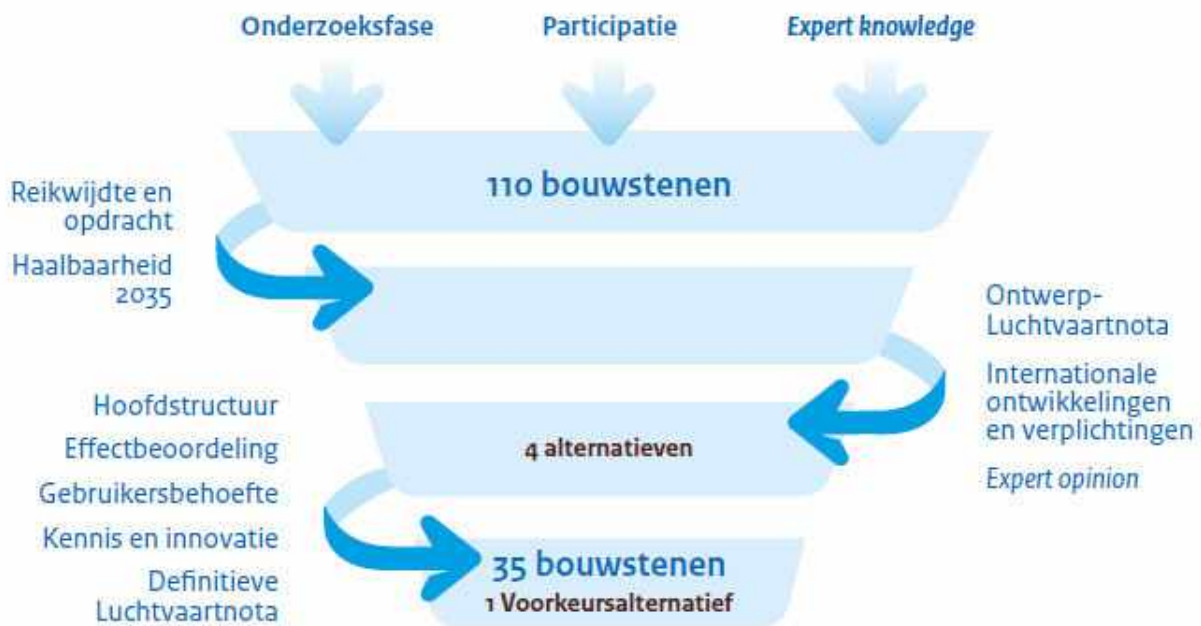 Onderzoeksfase
Participatie
Expert knowledge
110 bouwstenen
Reikwijdte en
opdracht
Haalbaarheid
2035
Ontwerp-
Luchtvaartnota
Internationale
ontwikkelingen
en verplichtingen
Expert opinion
4 alternatieven
Hoofdstructuur
Effectbeoordeling
Gebruikersbehoefte
Kennis en innovatie
Definitieve
Luchtvaartnota
35 bouwstenen
1 Voorkeursalternatief